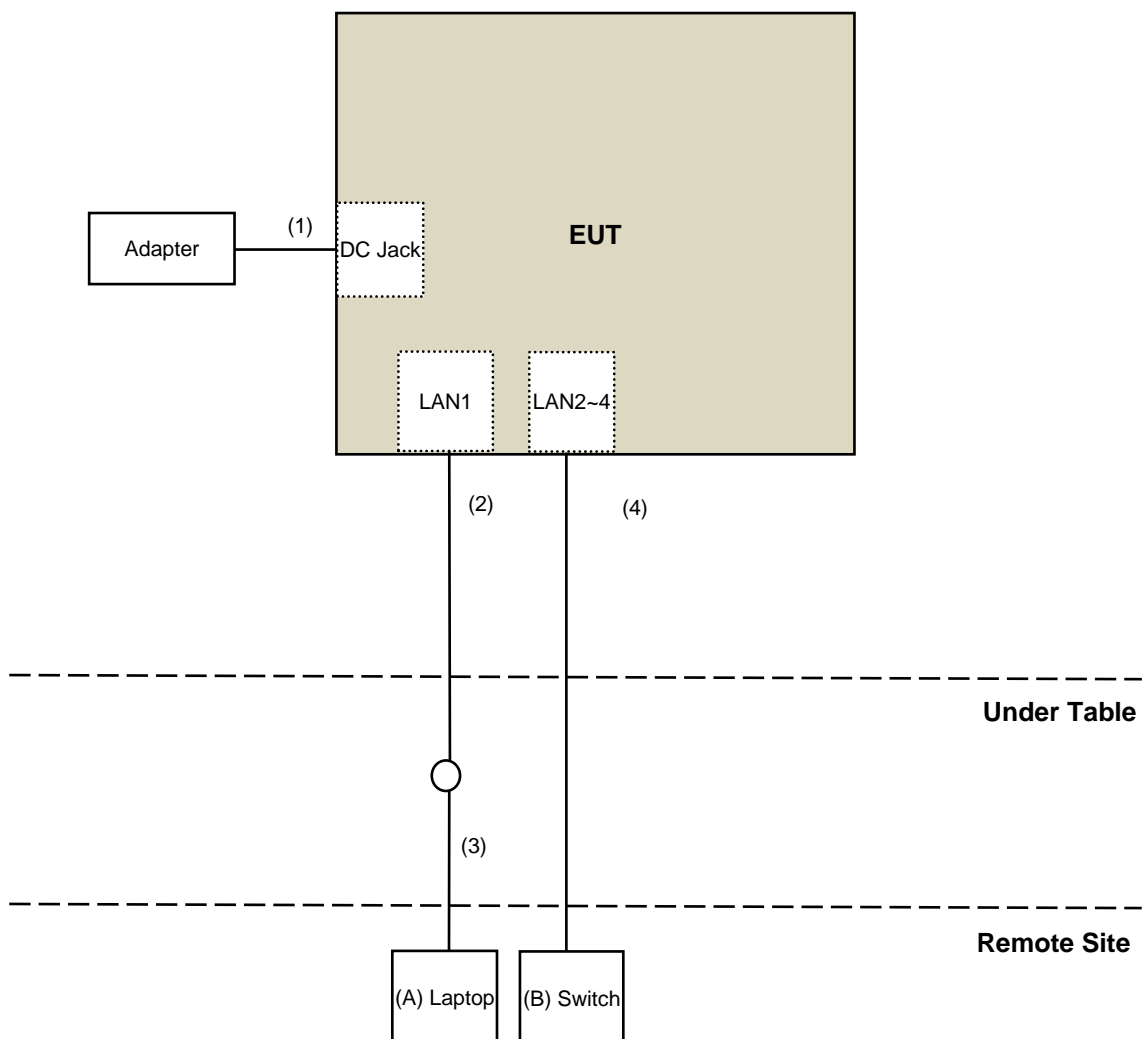 EUT
(1)
Adapter
DC Jack
LAN1
LAN2~4
(2)
(4)
Under Table
(3)
Remote Site
(A) Laptop
(B) Switch